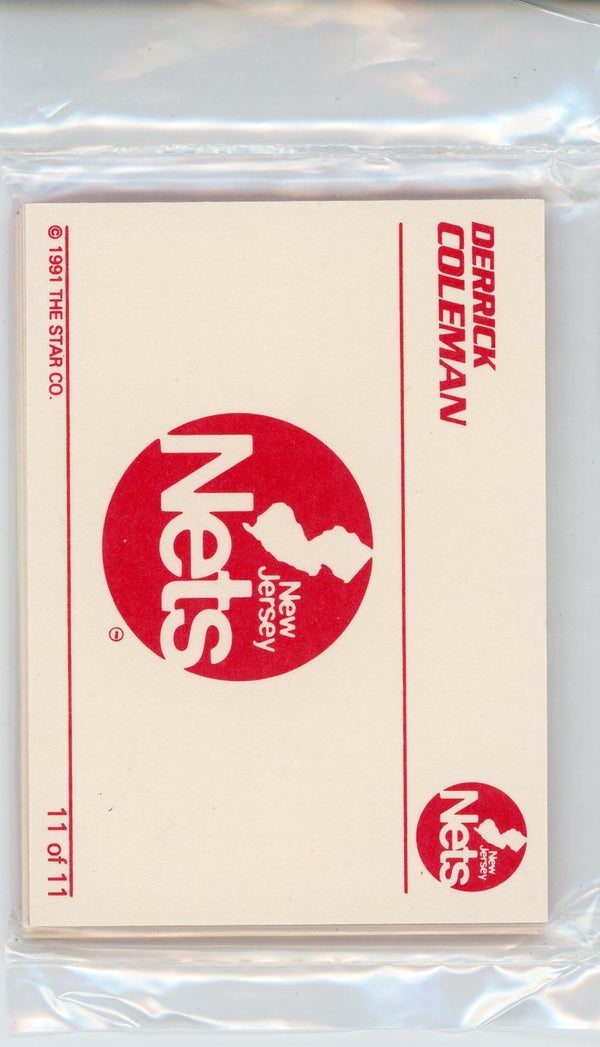 DERRICK
COLEMAN
New
Jersey
Nets
New
Jersey
Nets
© 1991 THE STAR CO.
11 of 11